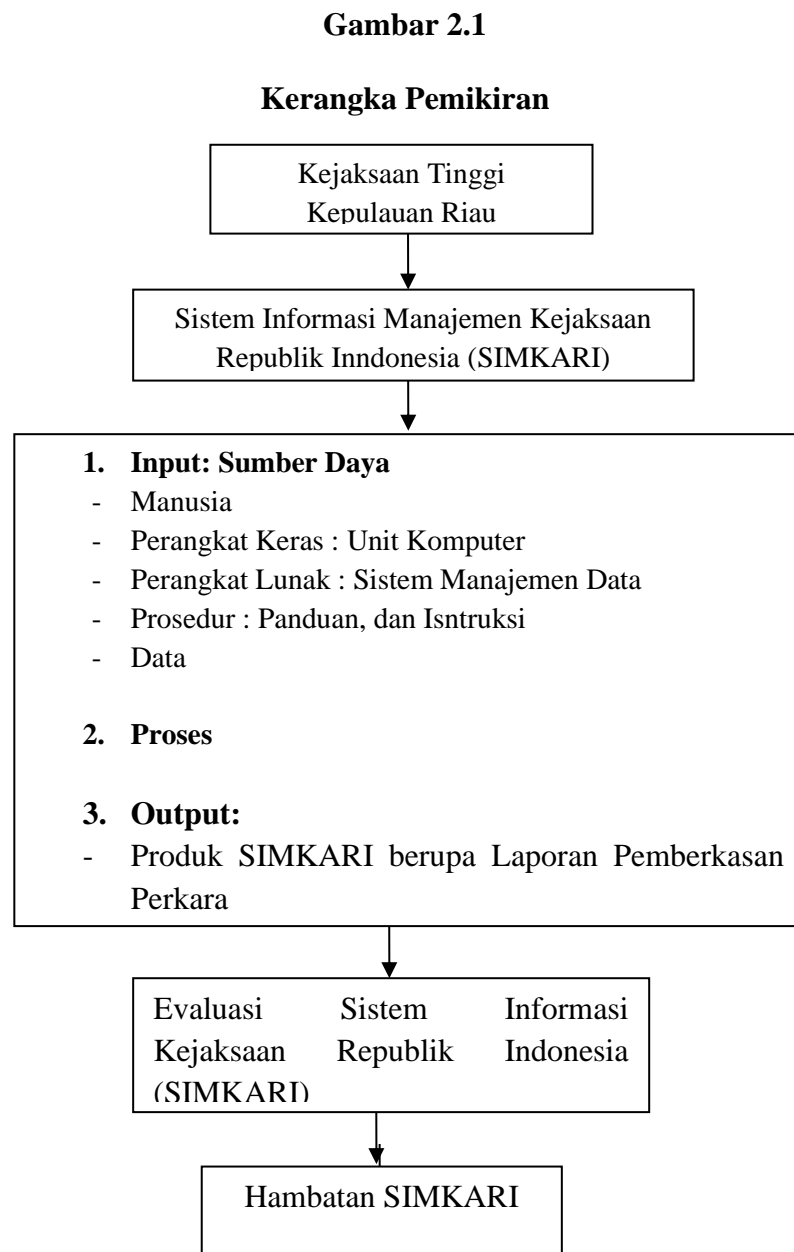 Gambar 2.1
Kerangka Pemikiran
Kejaksaan Tinggi
Kepulauan Riau
Sistem Informasi Manajemen Kejaksaan
Republik Inndonesia (SIMKARI)
1. Input: Sumber Daya
- Manusia
- Perangkat Keras : Unit Komputer
- Perangkat Lunak : Sistem Manajemen Data
- Prosedur : Panduan, dan Isntruksi
- Data
2. Proses
3. Output:
- Produk SIMKARI berupa Laporan Pemberkasan
Perkara
Evaluasi Sistem Informasi
Kejaksaan Republik Indonesia
(SIMKARI)
Hambatan SIMKARI